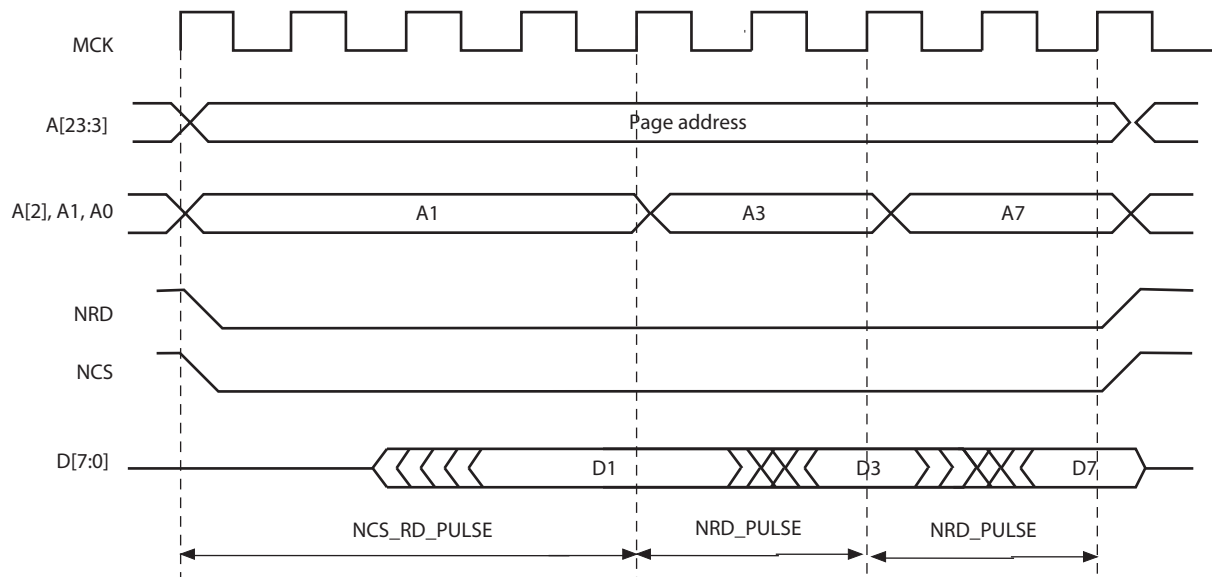 MCK
A[23:3]
Page address
A[2], A1, A0
A1
A3
A7
NRD
NCS
D[7:0]
D1
D3
D7
NCS_RD_PULSE
NRD_PULSE
NRD_PULSE